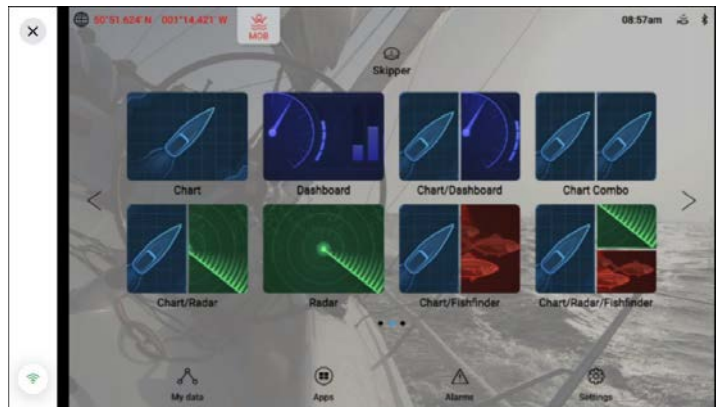 50°51.624' N 001°14.421' W
MOB
08:57am
Skipper
Chart
Dashboard
Chart/Dashboard
Chart Combo
Chart/Radar
Radar
Chart/Fishfinder
Chart/Radar/Fishfinder
My data
Apps
Alarms
Settings